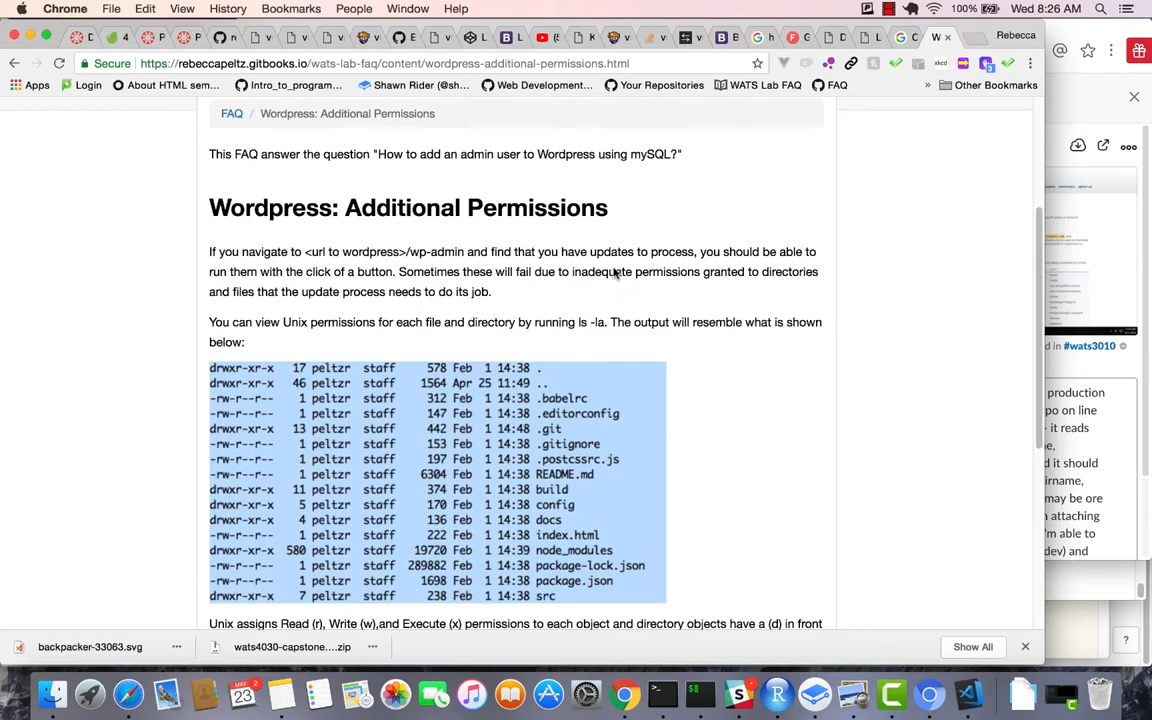 Chrome File Edit View History Bookmarks People Window Help
100% Wed 8:26 AM
Rebecca
Secure https://rebeccapeltz.gitbooks.io/wats-lab-faq/content/wordpress-additional-permissions.html
Apps Login About HTML sem... Intro_to_program... Shawn Rider (@sh... Web Development... Your Repositories WATS Lab FAQ FAQ » Other Bookmarks
FAQ / Wordpress: Additional Permissions
This FAQ answer the question "How to add an admin user to Wordpress using mySQL?"
Wordpress: Additional Permissions
If you navigate to <url to wordpress>/wp-admin and find that you have updates to process, you should be able to
run them with the click of a button. Sometimes these will fail due to inadequate permissions granted to directories
and files that the update process needs to do its job.
You can view Unix permissions for each file and directory by running ls -la. The output will resemble what is shown
below:
drwxr-xr-x 17 peltzr staff 578 Feb 1 14:38 .
drwxr-xr-x 46 peltzr staff 1564 Apr 25 11:49 ..
-rw-r--r-- 1 peltzr staff 312 Feb 1 14:38 .babelrc
-rw-r--r-- 1 peltzr staff 147 Feb 1 14:38 .editorconfig
drwxr-xr-x 13 peltzr staff 442 Feb 1 14:48 .git
-rw-r--r-- 1 peltzr staff 153 Feb 1 14:38 .gitignore
-rw-r--r-- 1 peltzr staff 197 Feb 1 14:38 .postcssrc.js
-rw-r--r-- 1 peltzr staff 6304 Feb 1 14:38 README.md
drwxr-xr-x 11 peltzr staff 374 Feb 1 14:38 build
drwxr-xr-x 5 peltzr staff 170 Feb 1 14:38 config
drwxr-xr-x 4 peltzr staff 136 Feb 1 14:38 docs
-rw-r--r-- 1 peltzr staff 222 Feb 1 14:38 index.html
drwxr-xr-x 580 peltzr staff 19720 Feb 1 14:39 node_modules
-rw-r--r-- 1 peltzr staff 289882 Feb 1 14:38 package-lock.json
-rw-r--r-- 1 peltzr staff 1698 Feb 1 14:38 package.json
drwxr-xr-x 7 peltzr staff 238 Feb 1 14:38 src
Unix assigns Read (r), Write (w),and Execute (x) permissions to each object and directory objects have a (d) in front
d in #wats3010
production
po on line
- it reads
ne,
d it should
irname,
may be ore
n attaching
'm able to
dev) and
backpacker-33063.svg
wats4030-capstone....zip
Show All